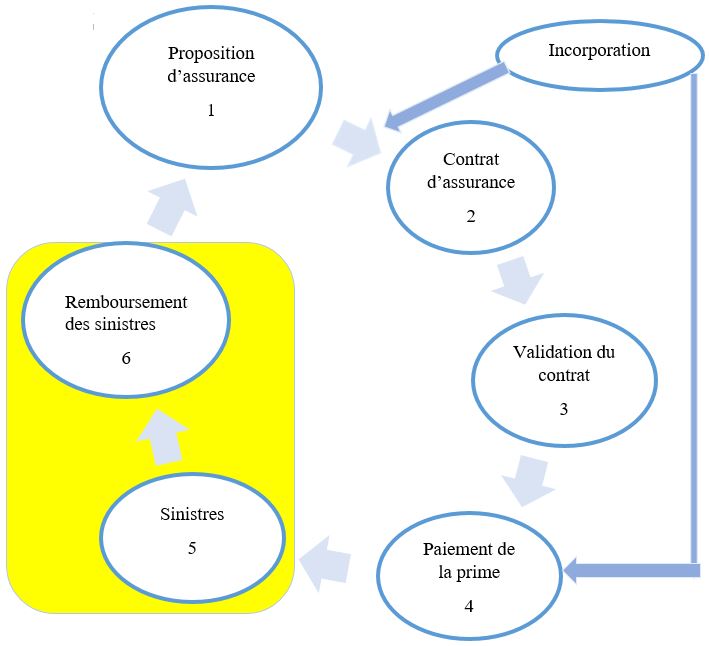 Proposition
d’assurance
1
Incorporation
Contrat
d’assurance
2
Validation du
contrat
3
Paiement de
la prime
4
Sinistres
5
Remboursement
des sinistres
6